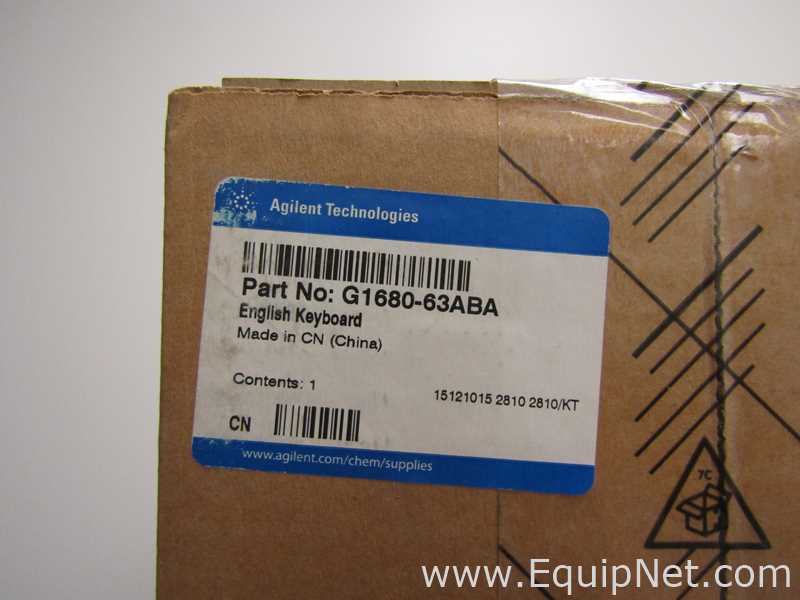 Agilent Technologies
Part No: G1680-63ABA
English Keyboard
Made in CN (China)
Contents: 1
15121015 2810 2810/KT
CN
www.agilent.com/chem/supplies
7C
www.EquipNet.com